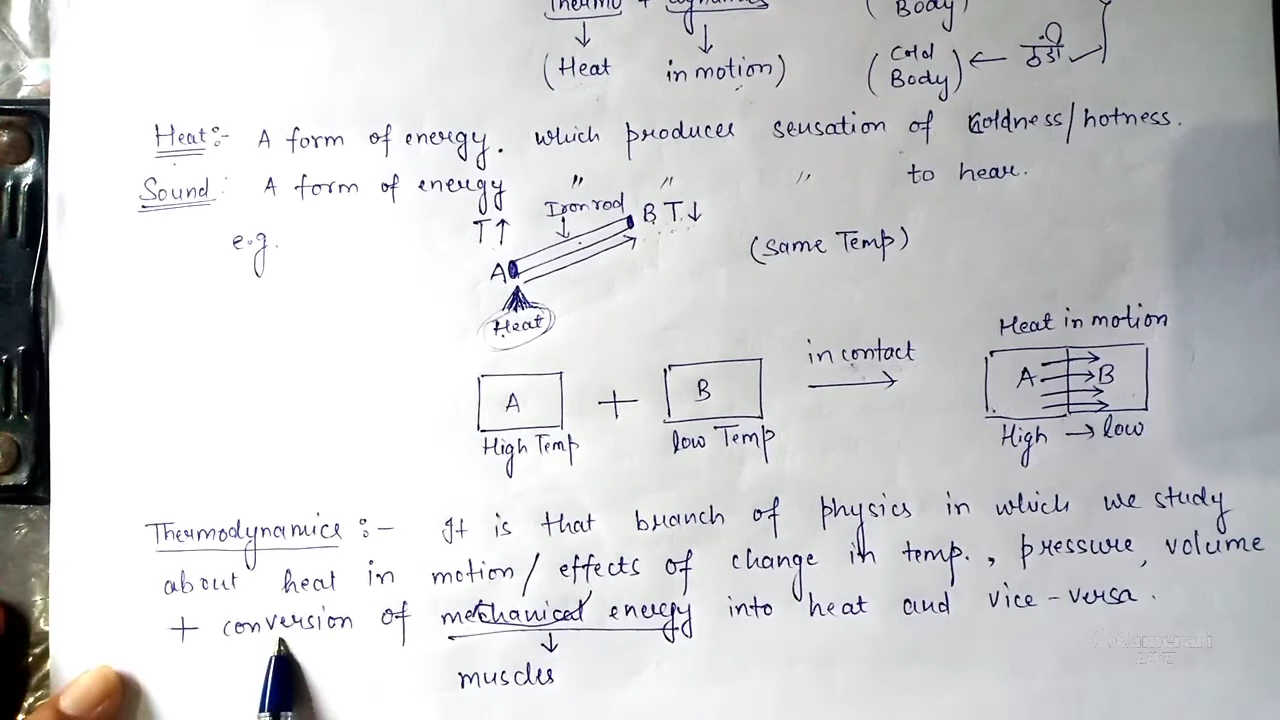 Thermo + dynamics
(Heat in motion)
(Body)
(Cold Body) ← ठंडी
Heat:- A form of energy. which produces sensation of coldness/hotness.
Sound: A form of energy " " " to hear.
e.g.
T↑
Iron rod
B T↓
A
Heat
(same Temp)
A + B
High Temp
low Temp
in contact
Heat in motion
A B
High → low
Thermodynamics :- It is that branch of physics in which we study
about heat in motion/effects of change in temp., pressure, volume
+ conversion of mechanical energy into heat and vice-versa.
↓
muscles